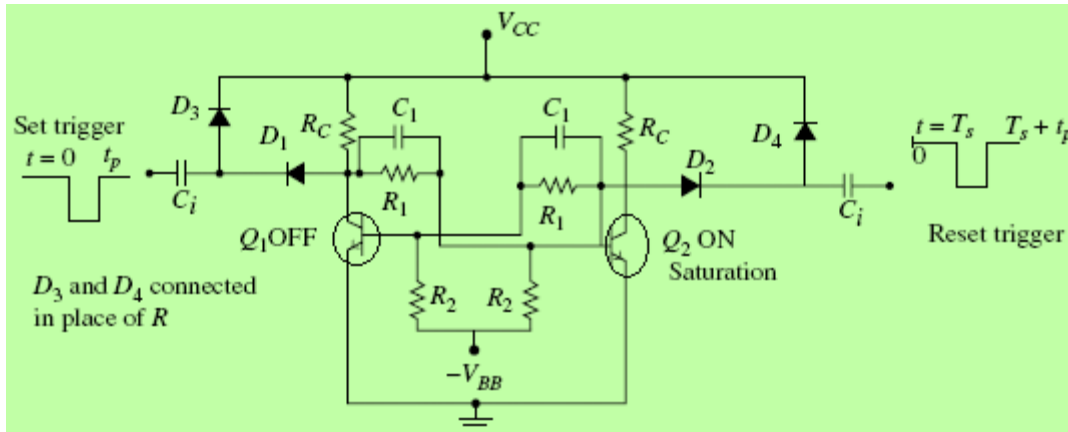 V_CC
D_3
C_1
C_1
Set trigger
R_C
R_C
D_4
t = T_s
T_s + t_p
t = 0
t_p
D_1
D_2
0
C_i
R_1
R_1
C_i
Q_1OFF
Q_2 ON
Reset trigger
Saturation
D_3 and D_4 connected
in place of R
R_2
R_2
−V_BB